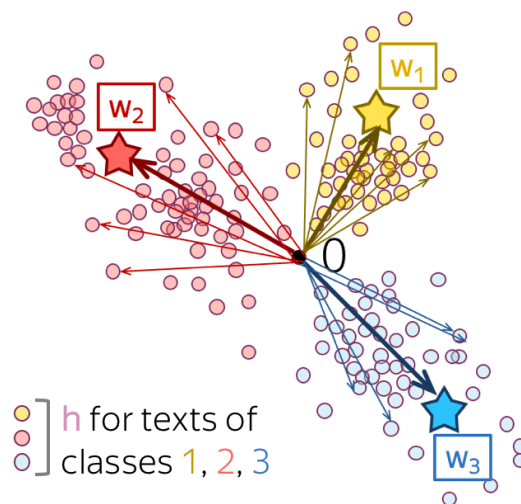 w₁
w₂
0
h for texts of
classes 1, 2, 3
w₃